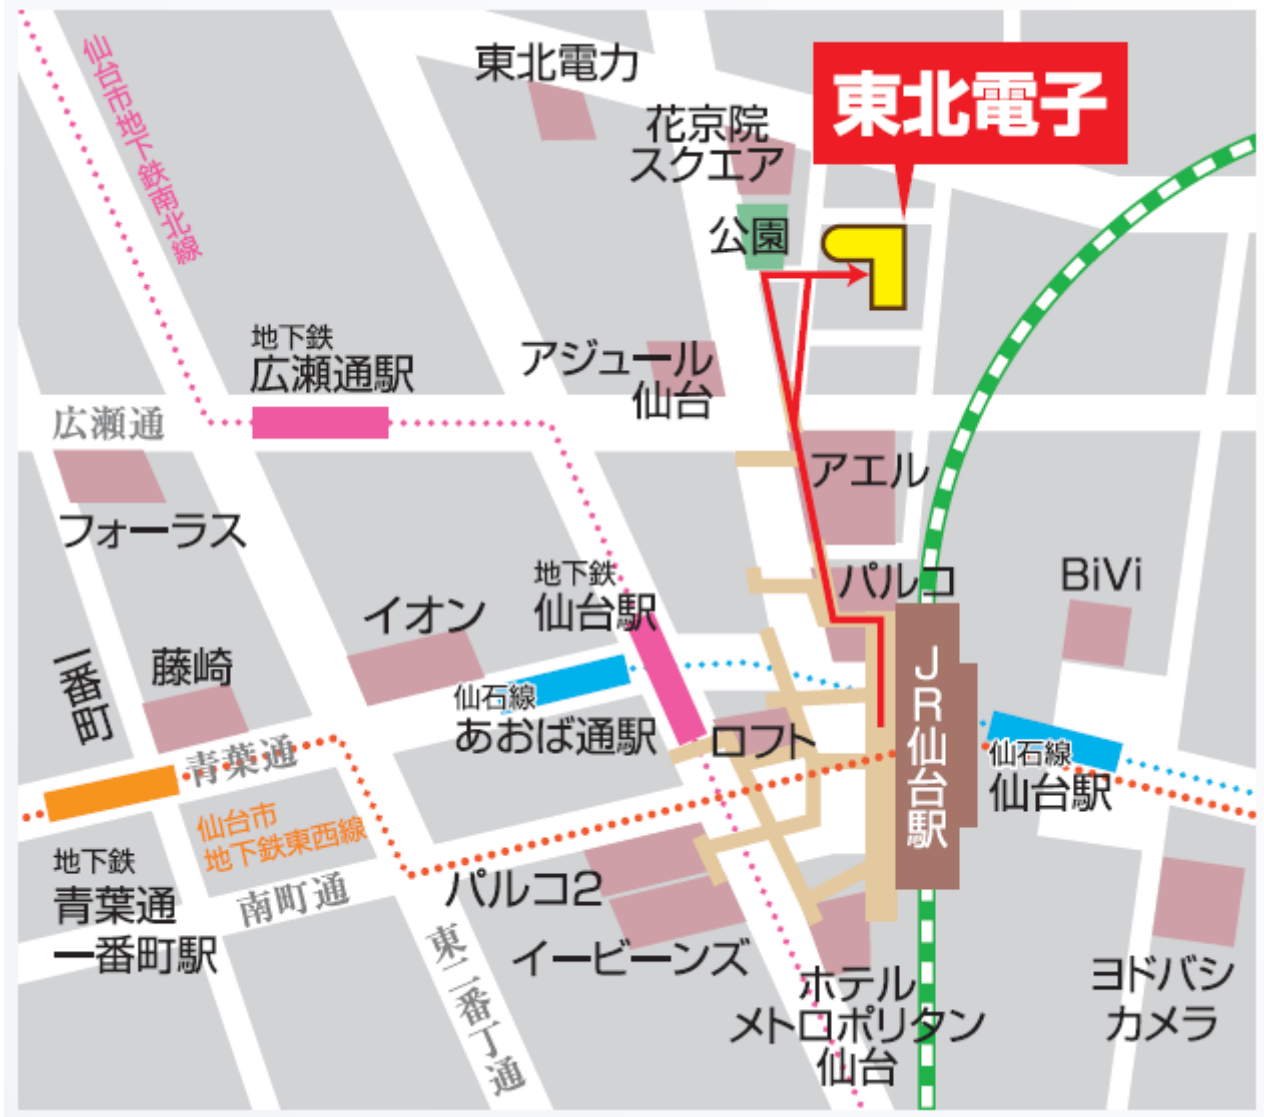 仙台市地下鉄南北線
東北電力
東北電子
花京院
スクエア
公園
地下鉄
広瀬通駅
アジュール
仙台
広瀬通
アエル
フォーラス
地下鉄
仙台駅
パルコ
BiVi
イオン
一番町
藤崎
仙石線
あおば通駅
ロフト
JR仙台駅
仙石線
仙台駅
青葉通
仙台市
地下鉄東西線
地下鉄
青葉通
一番町駅
南町通
パルコ2
東二番丁通
イービーンズ
ホテル
メトロポリタン
仙台
ヨドバシ
カメラ